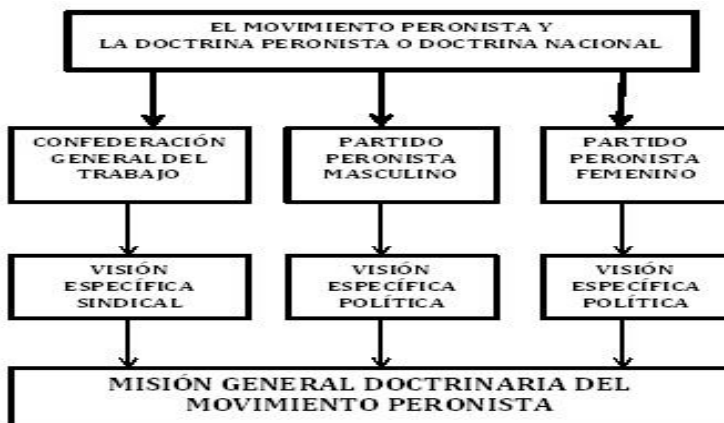 EL MOVIMIENTO PERONISTA Y
LA DOCTRINA PERONISTA O DOCTRINA NACIONAL
CONFEDERACIÓN
GENERAL DEL
TRABAJO
PARTIDO
PERONISTA
MASCULINO
PARTIDO
PERONISTA
FEMENINO
VISIÓN
ESPECÍFICA
SINDICAL
VISIÓN
ESPECÍFICA
POLÍTICA
VISIÓN
ESPECÍFICA
POLÍTICA
MISIÓN GENERAL DOCTRINARIA DEL
MOVIMIENTO PERONISTA